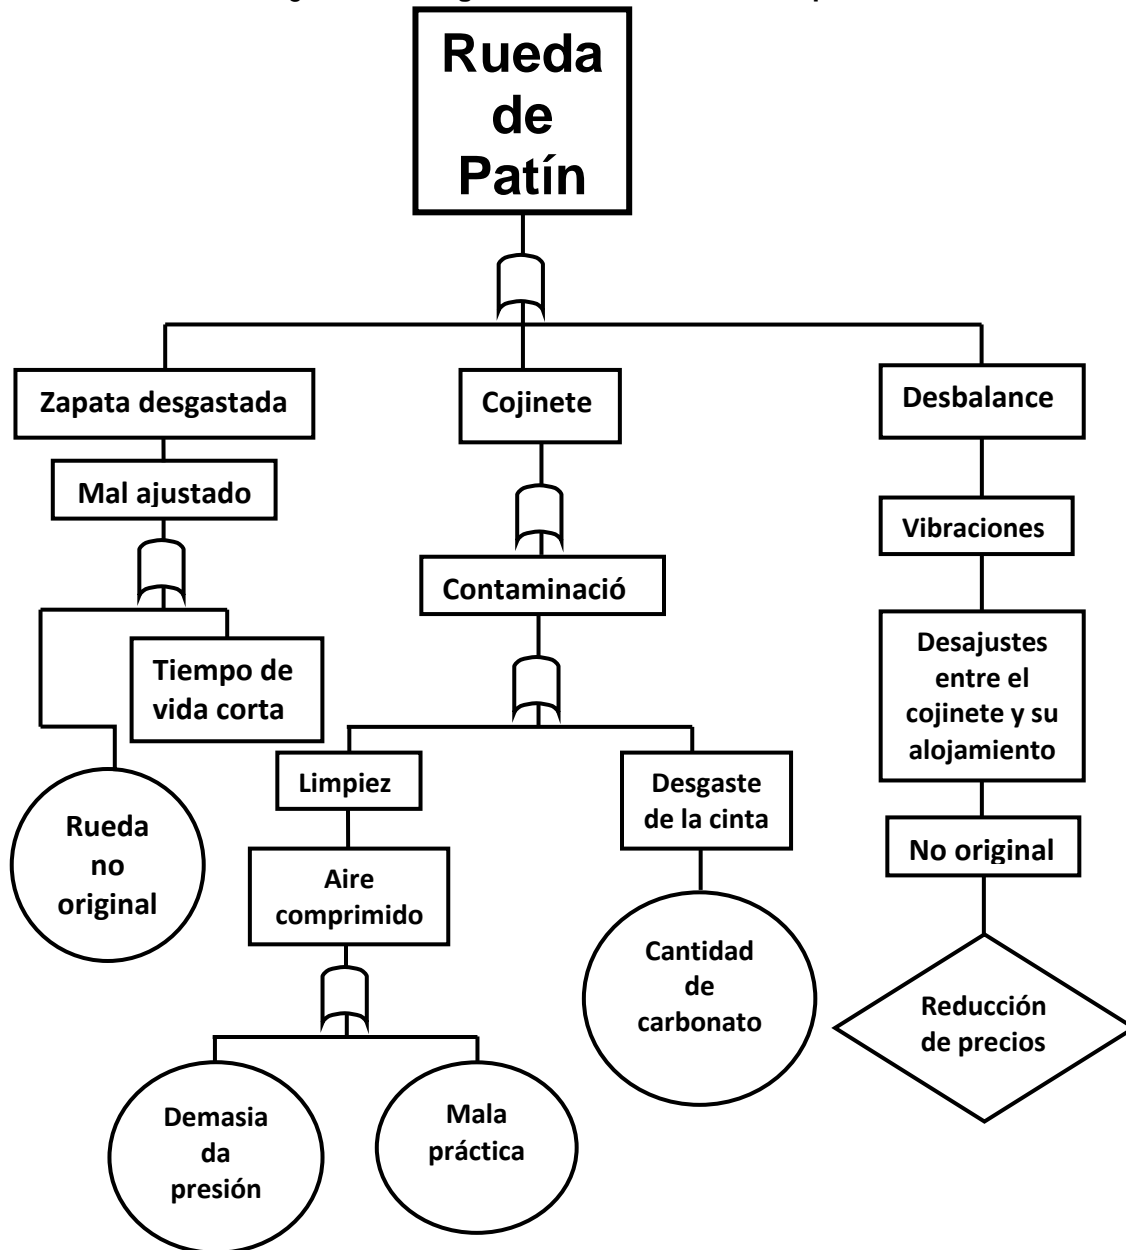 Rueda
de
Patín
Zapata desgastada
Cojinete
Desbalance
Mal ajustado
Vibraciones
Contaminació
Tiempo de
vida corta
Desajustes
entre el
cojinete y su
alojamiento
Limpiez
Desgaste
de la cinta
Rueda
no
original
No original
Aire
comprimido
Cantidad
de
carbonato
Reducción
de precios
Demasia
da
presión
Mala
práctica